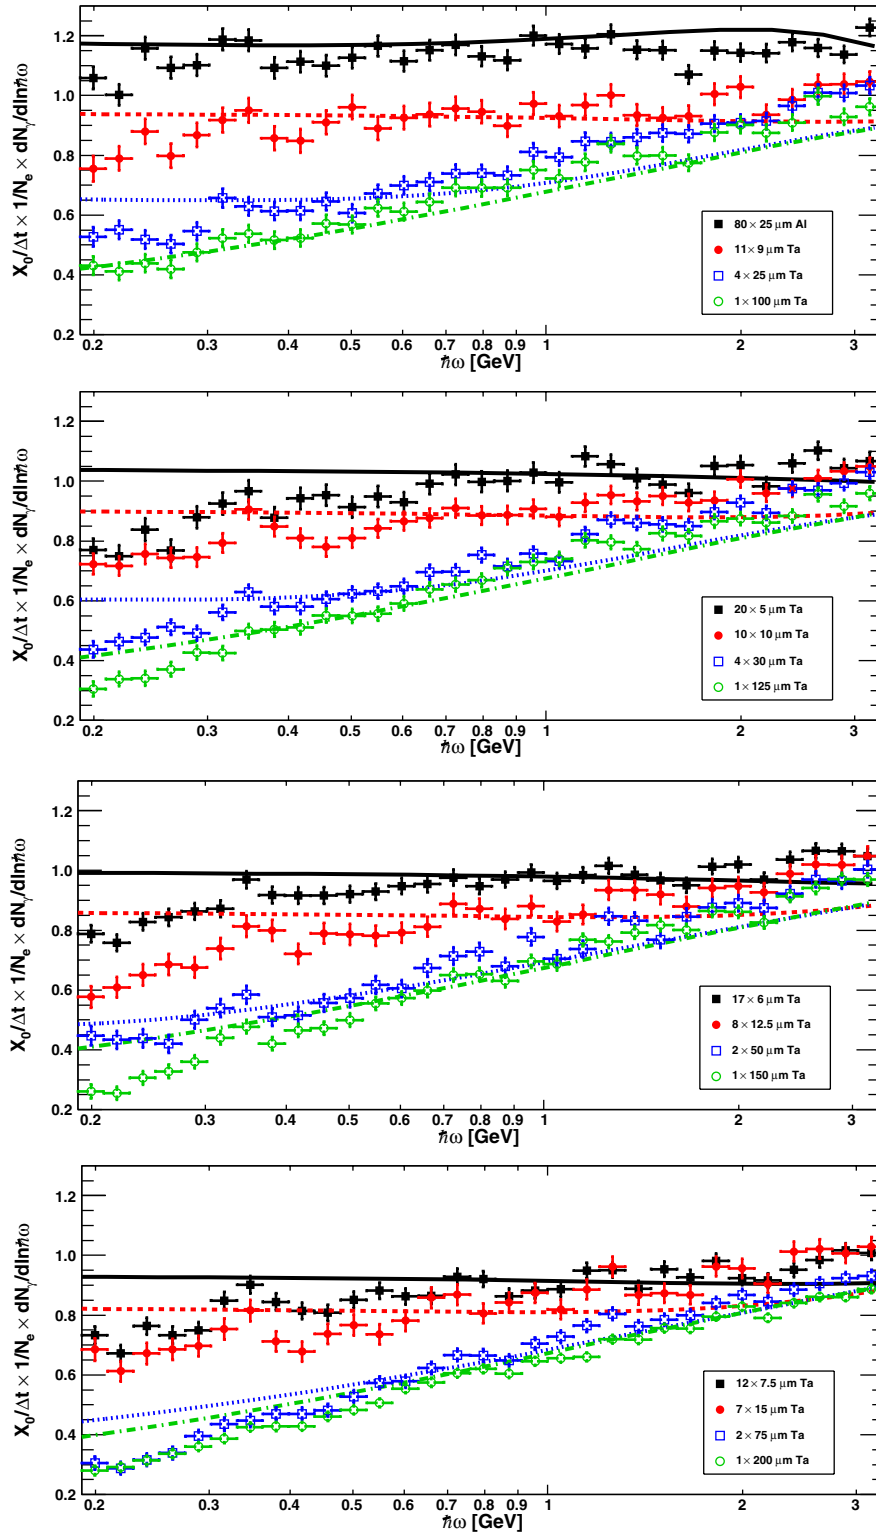 X₀/Δt × 1/Nₑ × dNᵧ/dlnħω
1.2
1.0
0.8
0.6
0.4
0.2
80 × 25 μm Al
11 × 9 μm Ta
4 × 25 μm Ta
1 × 100 μm Ta
0.2 0.3 0.4 0.5 0.6 0.7 0.8 0.9 1 2 3
ħω [GeV]
X₀/Δt × 1/Nₑ × dNᵧ/dlnħω
1.2
1.0
0.8
0.6
0.4
0.2
20 × 5 μm Ta
10 × 10 μm Ta
4 × 30 μm Ta
1 × 125 μm Ta
0.2 0.3 0.4 0.5 0.6 0.7 0.8 0.9 1 2 3
ħω [GeV]
X₀/Δt × 1/Nₑ × dNᵧ/dlnħω
1.2
1.0
0.8
0.6
0.4
0.2
17 × 6 μm Ta
8 × 12.5 μm Ta
2 × 50 μm Ta
1 × 150 μm Ta
0.2 0.3 0.4 0.5 0.6 0.7 0.8 0.9 1 2 3
ħω [GeV]
X₀/Δt × 1/Nₑ × dNᵧ/dlnħω
1.2
1.0
0.8
0.6
0.4
0.2
12 × 7.5 μm Ta
7 × 15 μm Ta
2 × 75 μm Ta
1 × 200 μm Ta
0.2 0.3 0.4 0.5 0.6 0.7 0.8 0.9 1 2 3
ħω [GeV]